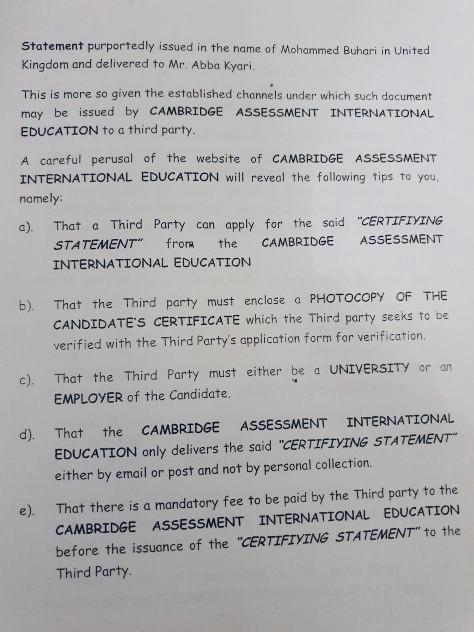 Statement purportedly issued in the name of Mohammed Buhari in United
Kingdom and delivered to Mr. Abba Kyari.
This is more so given the established channels under which such document
may be issued by CAMBRIDGE ASSESSMENT INTERNATIONAL
EDUCATION to a third party.
A careful perusal of the website of CAMBRIDGE ASSESSMENT
INTERNATIONAL EDUCATION will reveal the following tips to you,
namely:
a). That a Third Party can apply for the said "CERTIFIYING
STATEMENT" from the CAMBRIDGE ASSESSMENT
INTERNATIONAL EDUCATION
b). That the Third party must enclose a PHOTOCOPY OF THE
CANDIDATE'S CERTIFICATE which the Third party seeks to be
verified with the Third Party's application form for verification.
c). That the Third Party must either be a UNIVERSITY or an
EMPLOYER of the Candidate.
d). That the CAMBRIDGE ASSESSMENT INTERNATIONAL
EDUCATION only delivers the said "CERTIFIYING STATEMENT"
either by email or post and not by personal collection.
e). That there is a mandatory fee to be paid by the Third party to the
CAMBRIDGE ASSESSMENT INTERNATIONAL EDUCATION
before the issuance of the "CERTIFIYING STATEMENT" to the
Third Party.